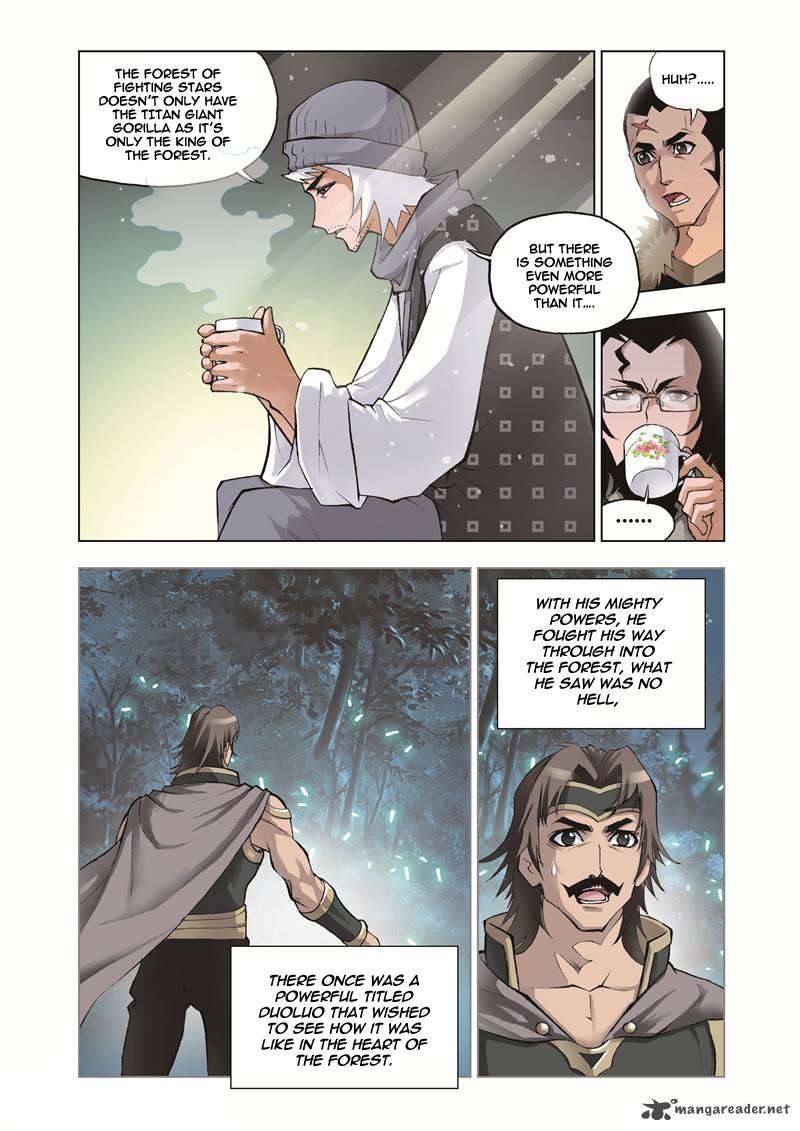 THE FOREST OF
FIGHTING STARS
DOESN'T ONLY HAVE
THE TITAN GIANT
GORILLA AS IT'S
ONLY THE KING OF
THE FOREST.
HUH?.....
BUT THERE
IS SOMETHING
EVEN MORE
POWERFUL
THAN IT....
......
THERE ONCE WAS A
POWERFUL TITLED
DUOLUO THAT WISHED
TO SEE HOW IT WAS
LIKE IN THE HEART OF
THE FOREST.
WITH HIS MIGHTY
POWERS, HE
FOUGHT HIS WAY
THROUGH INTO
THE FOREST, WHAT
HE SAW WAS NO
HELL,
mangareader.net